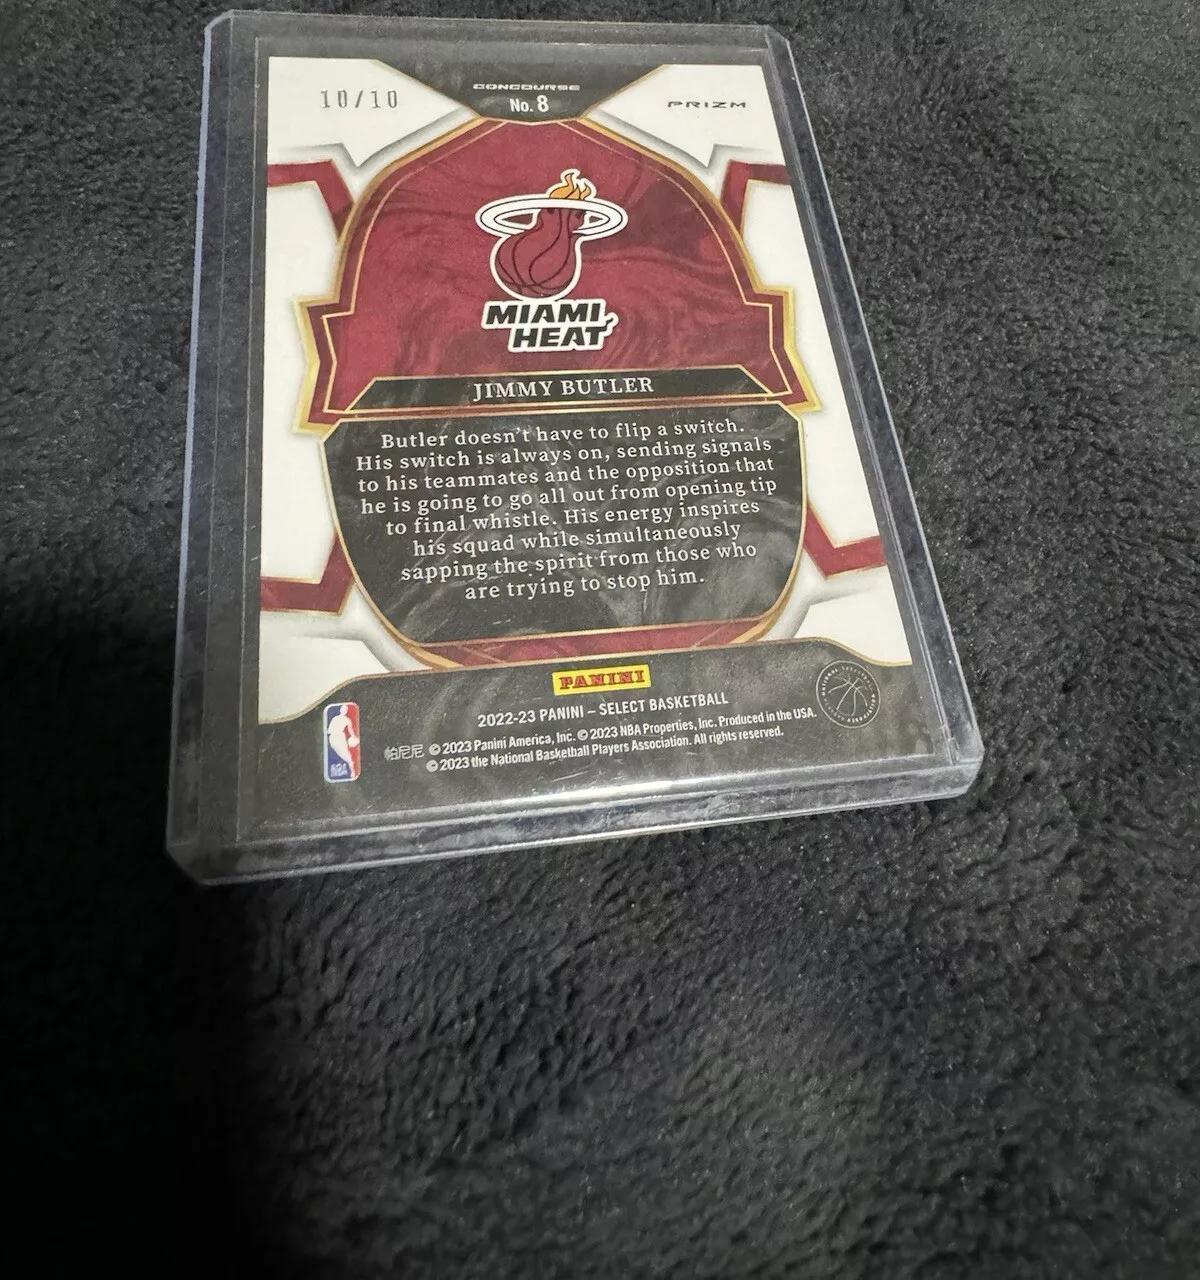 10/10
CONCOURSE
No. 8
PRIZM
MIAMI
HEAT
JIMMY BUTLER
Butler doesn't have to flip a switch.
His switch is always on, sending signals
to his teammates and the opposition that
he is going to go all out from opening tip
to final whistle. His energy inspires
his squad while simultaneously
sapping the spirit from those who
are trying to stop him.
PANINI
2022-23 PANINI – SELECT BASKETBALL
帕尼尼 © 2023 Panini America, Inc. © 2023 NBA Properties, Inc. Produced in the USA.
© 2023 the National Basketball Players Association. All rights reserved.
NBA